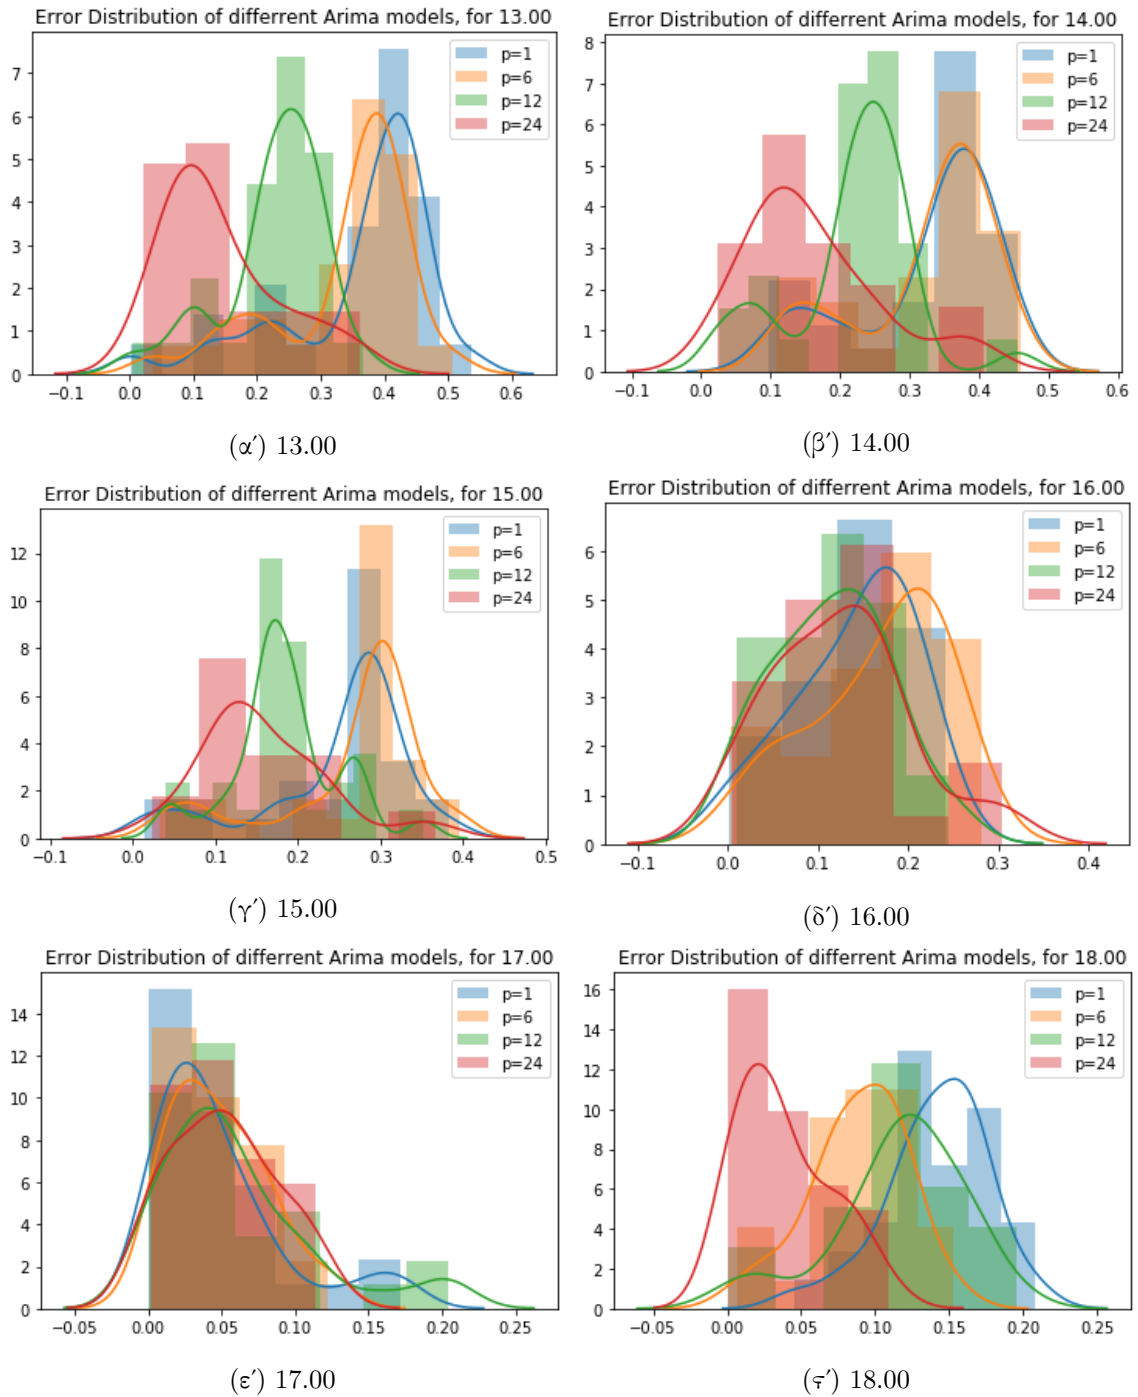 Error Distribution of differrent Arima models, for 13.00
p=1
p=6
p=12
p=24
7
6
5
4
3
2
1
0
−0.1 0.0 0.1 0.2 0.3 0.4 0.5 0.6
(α′) 13.00
Error Distribution of differrent Arima models, for 14.00
p=1
p=6
p=12
p=24
8
7
6
5
4
3
2
1
0
−0.1 0.0 0.1 0.2 0.3 0.4 0.5 0.6
(β′) 14.00
Error Distribution of differrent Arima models, for 15.00
p=1
p=6
p=12
p=24
12
10
8
6
4
2
0
−0.1 0.0 0.1 0.2 0.3 0.4 0.5
(γ′) 15.00
Error Distribution of differrent Arima models, for 16.00
p=1
p=6
p=12
p=24
6
5
4
3
2
1
0
−0.1 0.0 0.1 0.2 0.3 0.4
(δ′) 16.00
Error Distribution of differrent Arima models, for 17.00
p=1
p=6
p=12
p=24
14
12
10
8
6
4
2
0
−0.05 0.00 0.05 0.10 0.15 0.20 0.25
(ε′) 17.00
Error Distribution of differrent Arima models, for 18.00
p=1
p=6
p=12
p=24
16
14
12
10
8
6
4
2
0
−0.05 0.00 0.05 0.10 0.15 0.20 0.25
(ϛ′) 18.00